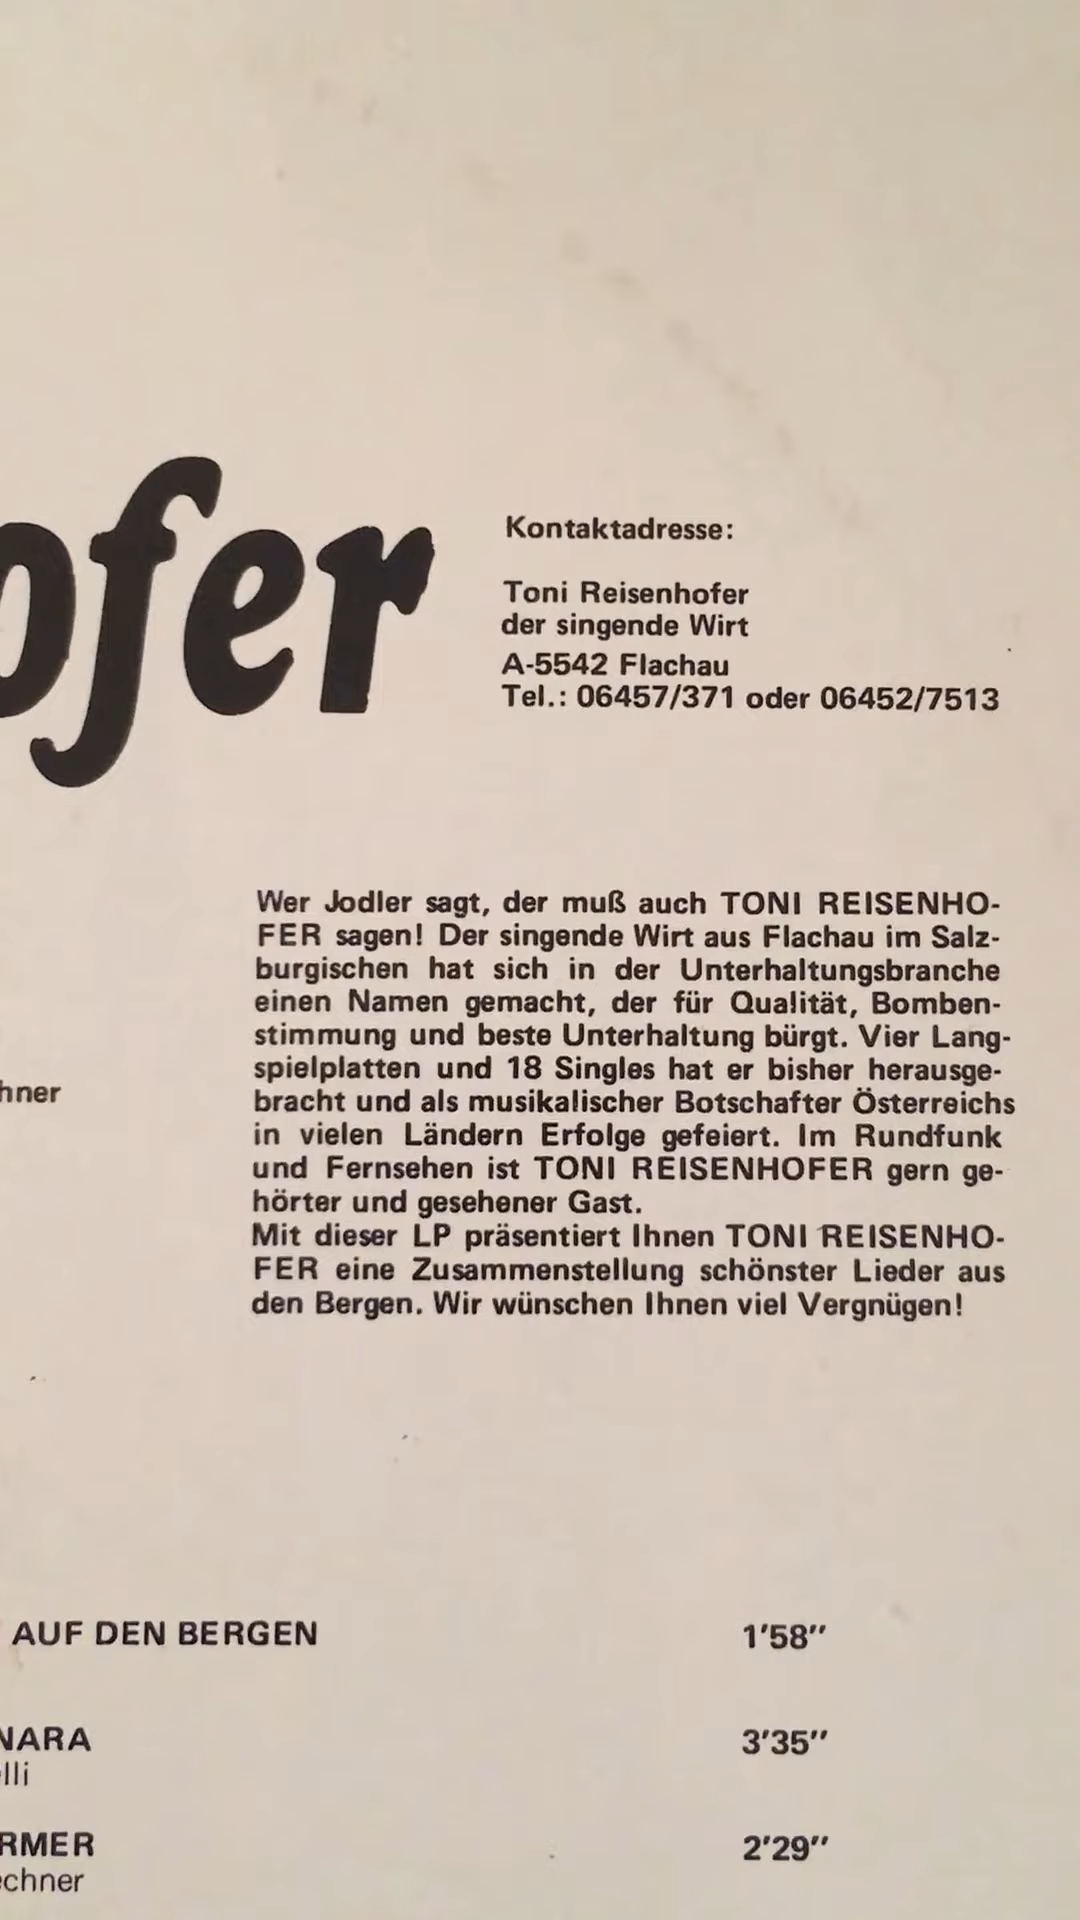 ofer
Kontaktadresse:
Toni Reisenhofer
der singende Wirt
A-5542 Flachau
Tel.: 06457/371 oder 06452/7513
Wer Jodler sagt, der muß auch TONI REISENHO-
FER sagen! Der singende Wirt aus Flachau im Salz-
burgischen hat sich in der Unterhaltungsbranche
einen Namen gemacht, der für Qualität, Bomben-
stimmung und beste Unterhaltung bürgt. Vier Lang-
spielplatten und 18 Singles hat er bisher herausge-
bracht und als musikalischer Botschafter Österreichs
in vielen Ländern Erfolge gefeiert. Im Rundfunk
und Fernsehen ist TONI REISENHOFER gern ge-
hörter und gesehener Gast.
Mit dieser LP präsentiert Ihnen TONI REISENHO-
FER eine Zusammenstellung schönster Lieder aus
den Bergen. Wir wünschen Ihnen viel Vergnügen!
hner
AUF DEN BERGEN 1'58''
NARA 3'35''
lli
RMER 2'29''
chner